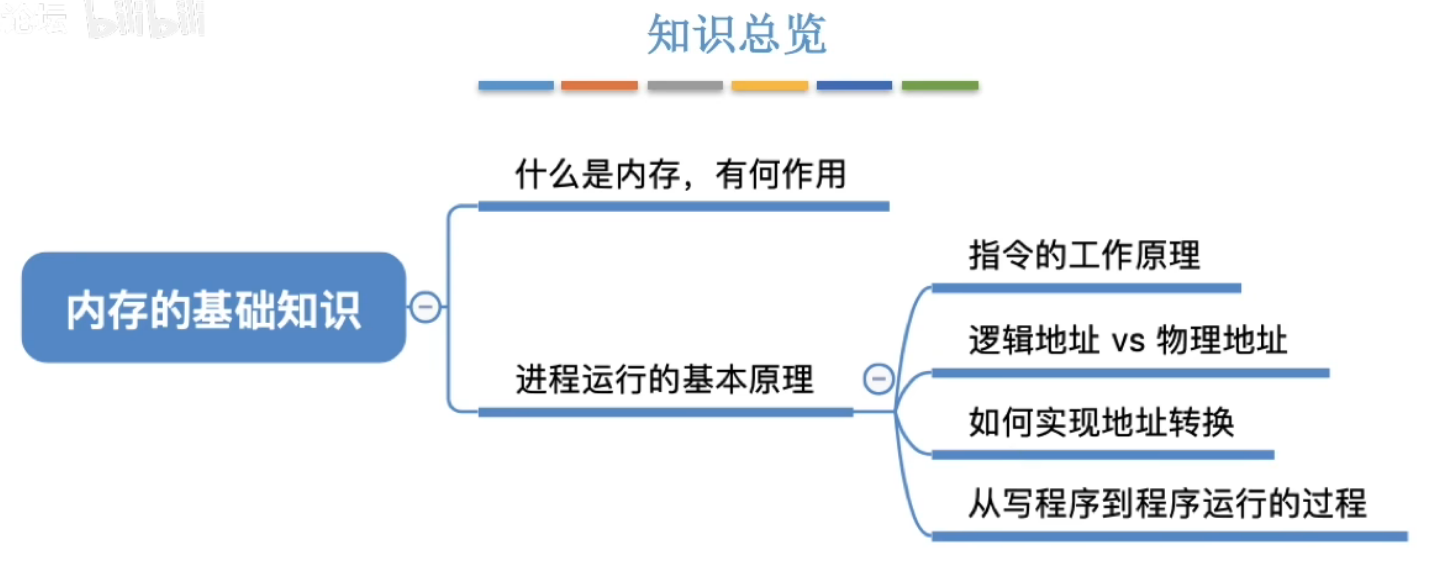 论坛 bilibili
知识总览
什么是内存，有何作用
内存的基础知识
进程运行的基本原理
指令的工作原理
逻辑地址 vs 物理地址
如何实现地址转换
从写程序到程序运行的过程